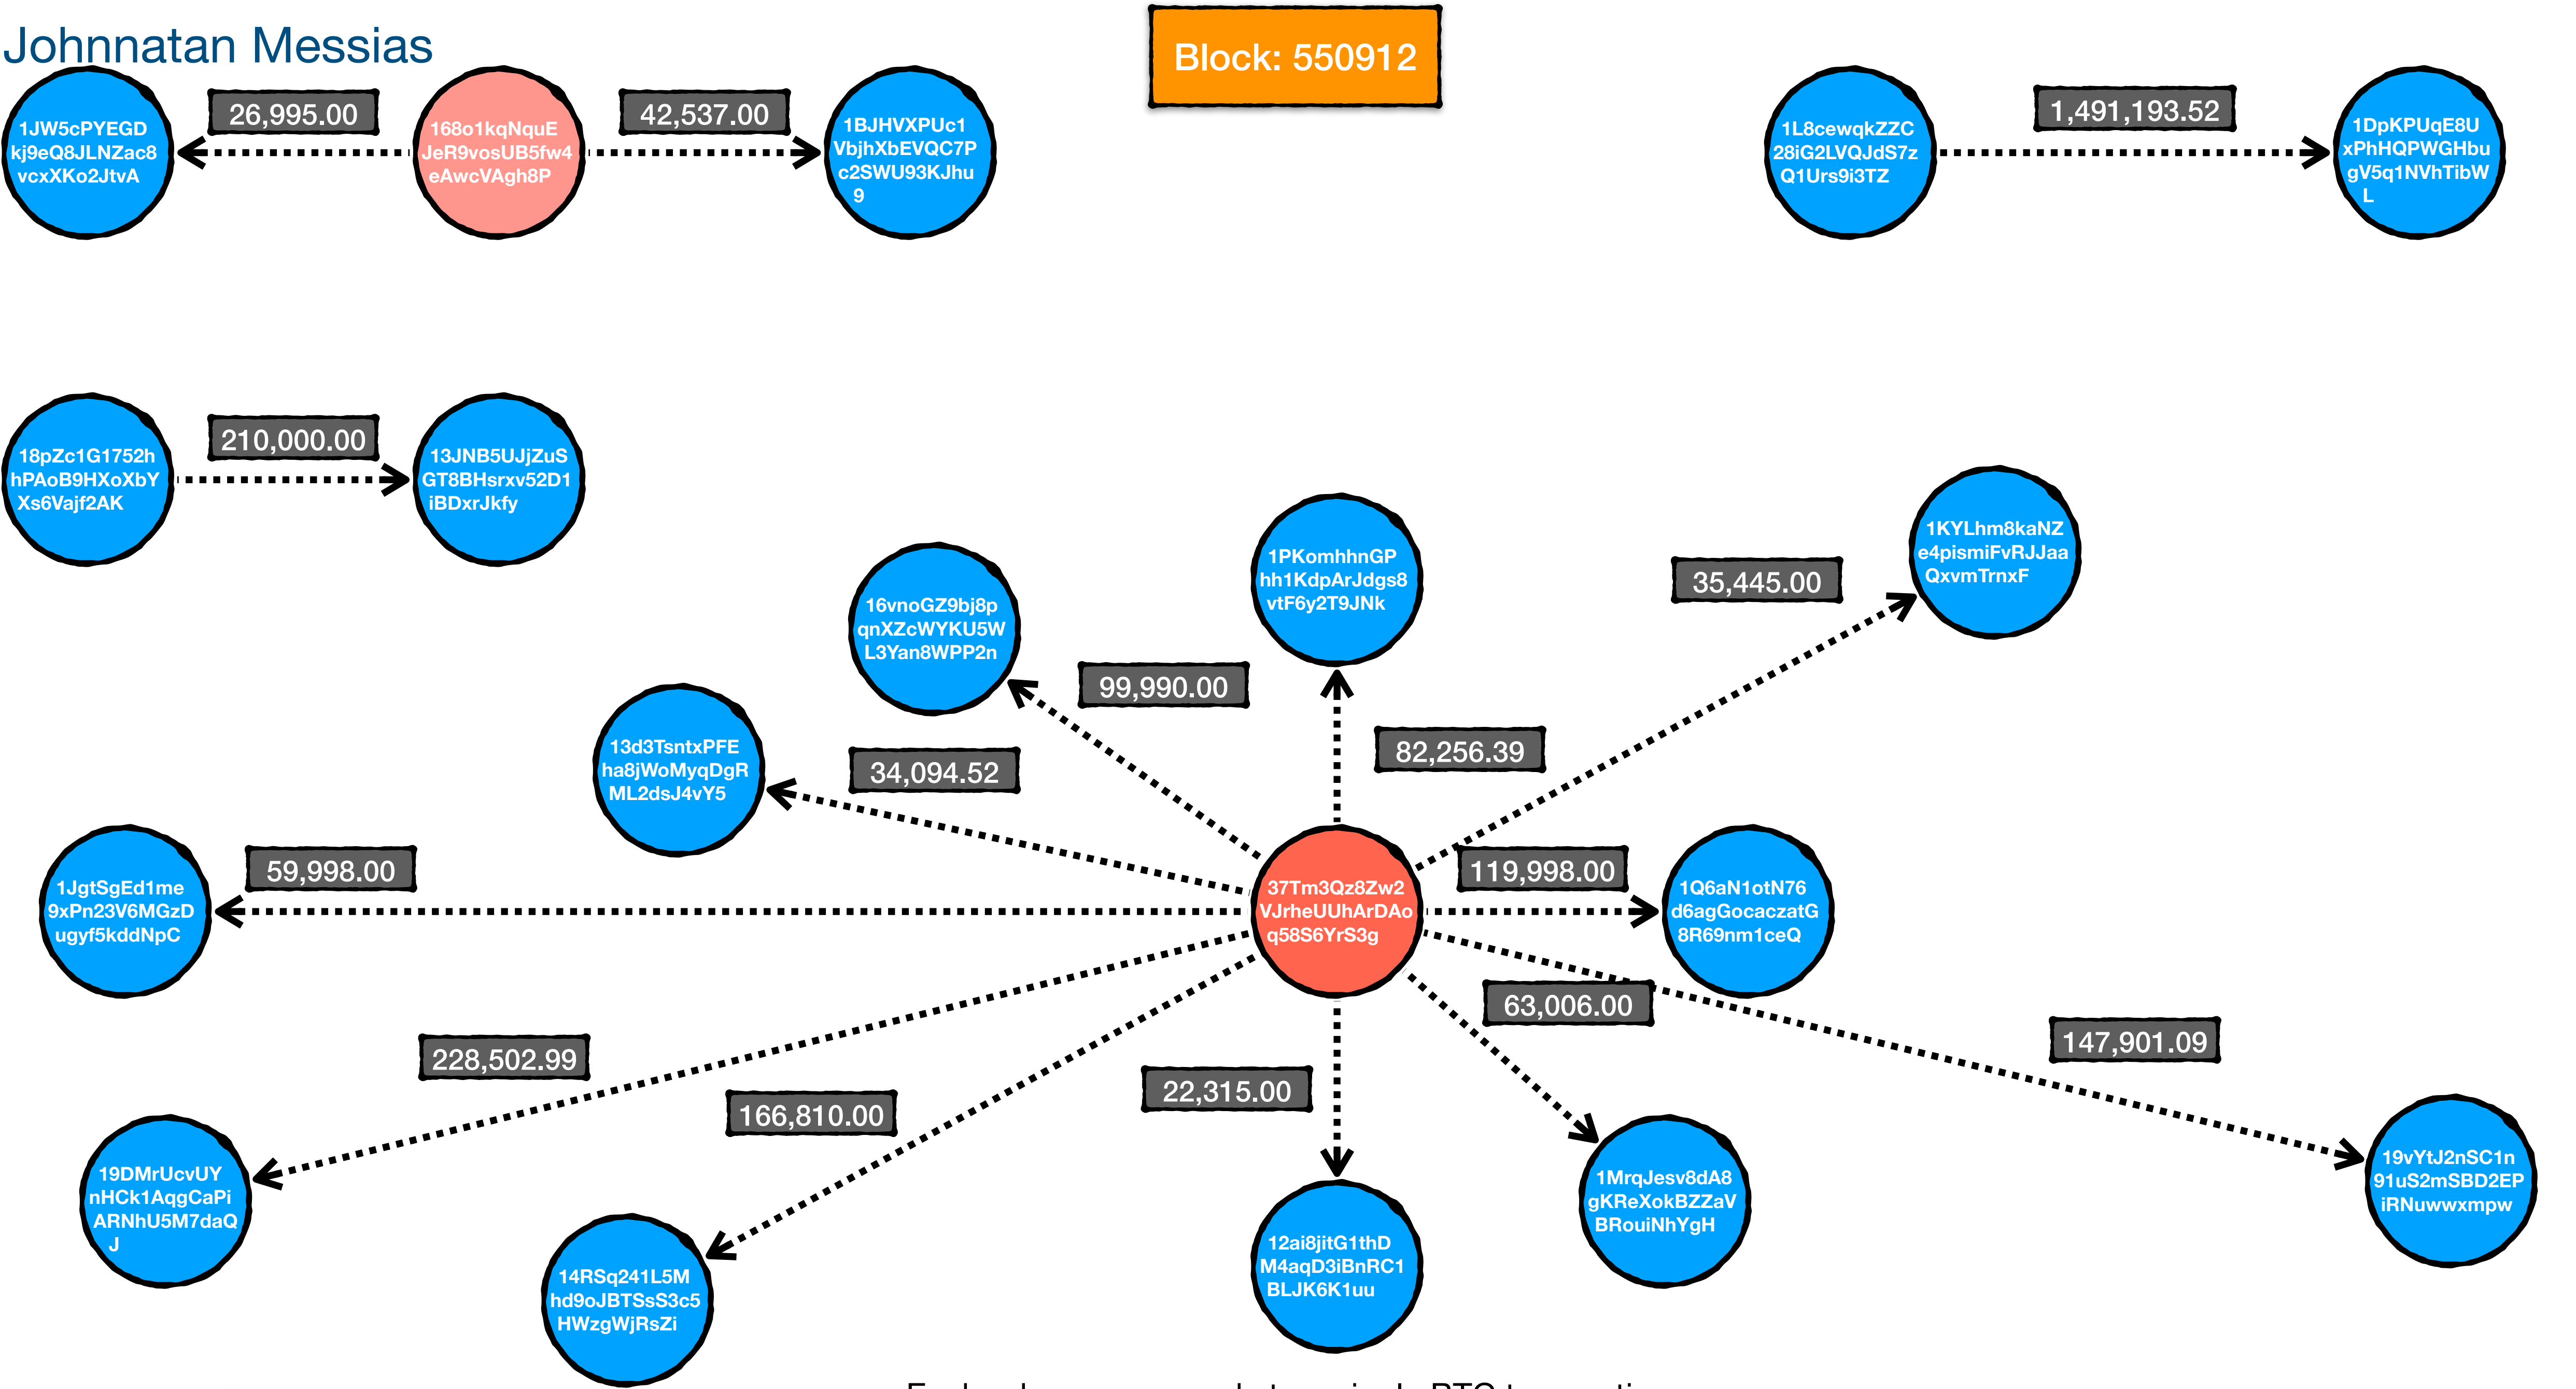 Johnnatan Messias
Block: 550912
1JW5cPYEGD
kj9eQ8JLNZac8
vcxXKo2JtvA
26,995.00
168o1kqNquE
JeR9vosUB5fw4
eAwcVAgh8P
42,537.00
1BJHVXPUc1
VbjhXbEVQC7P
c2SWU93KJhu
9
1L8cewqkZZC
28iG2LVQJdS7z
Q1Urs9i3TZ
1,491,193.52
1DpKPUqE8U
xPhHQPWGHbu
gV5q1NVhTibW
L
18pZc1G1752h
hPAoB9HXoXbY
Xs6Vajf2AK
210,000.00
13JNB5UJjZuS
GT8BHsrxv52D1
iBDxrJkfy
16vnoGZ9bj8p
qnXZcWYKU5W
L3Yan8WPP2n
99,990.00
1PKomhhnGP
hh1KdpArJdgs8
vtF6y2T9JNk
82,256.39
35,445.00
1KYLhm8kaNZ
e4pismiFvRJJaa
QxvmTrnxF
13d3TsntxPFE
ha8jWoMyqDgR
ML2dsJ4vY5
34,094.52
1JgtSgEd1me
9xPn23V6MGzD
ugyf5kddNpC
59,998.00
37Tm3Qz8Zw2
VJrheUUhArDAo
q58S6YrS3g
119,998.00
1Q6aN1otN76
d6agGocaczatG
8R69nm1ceQ
63,006.00
147,901.09
228,502.99
166,810.00
22,315.00
19DMrUcvUY
nHCk1AqgCaPi
ARNhU5M7daQ
J
14RSq241L5M
hd9oJBTSsS3c5
HWzgWjRsZi
12ai8jitG1thD
M4aqD3iBnRC1
BLJK6K1uu
1MrqJesv8dA8
gKReXokBZZaV
BRouiNhYgH
19vYtJ2nSC1n
91uS2mSBD2EP
iRNuwwxmpw